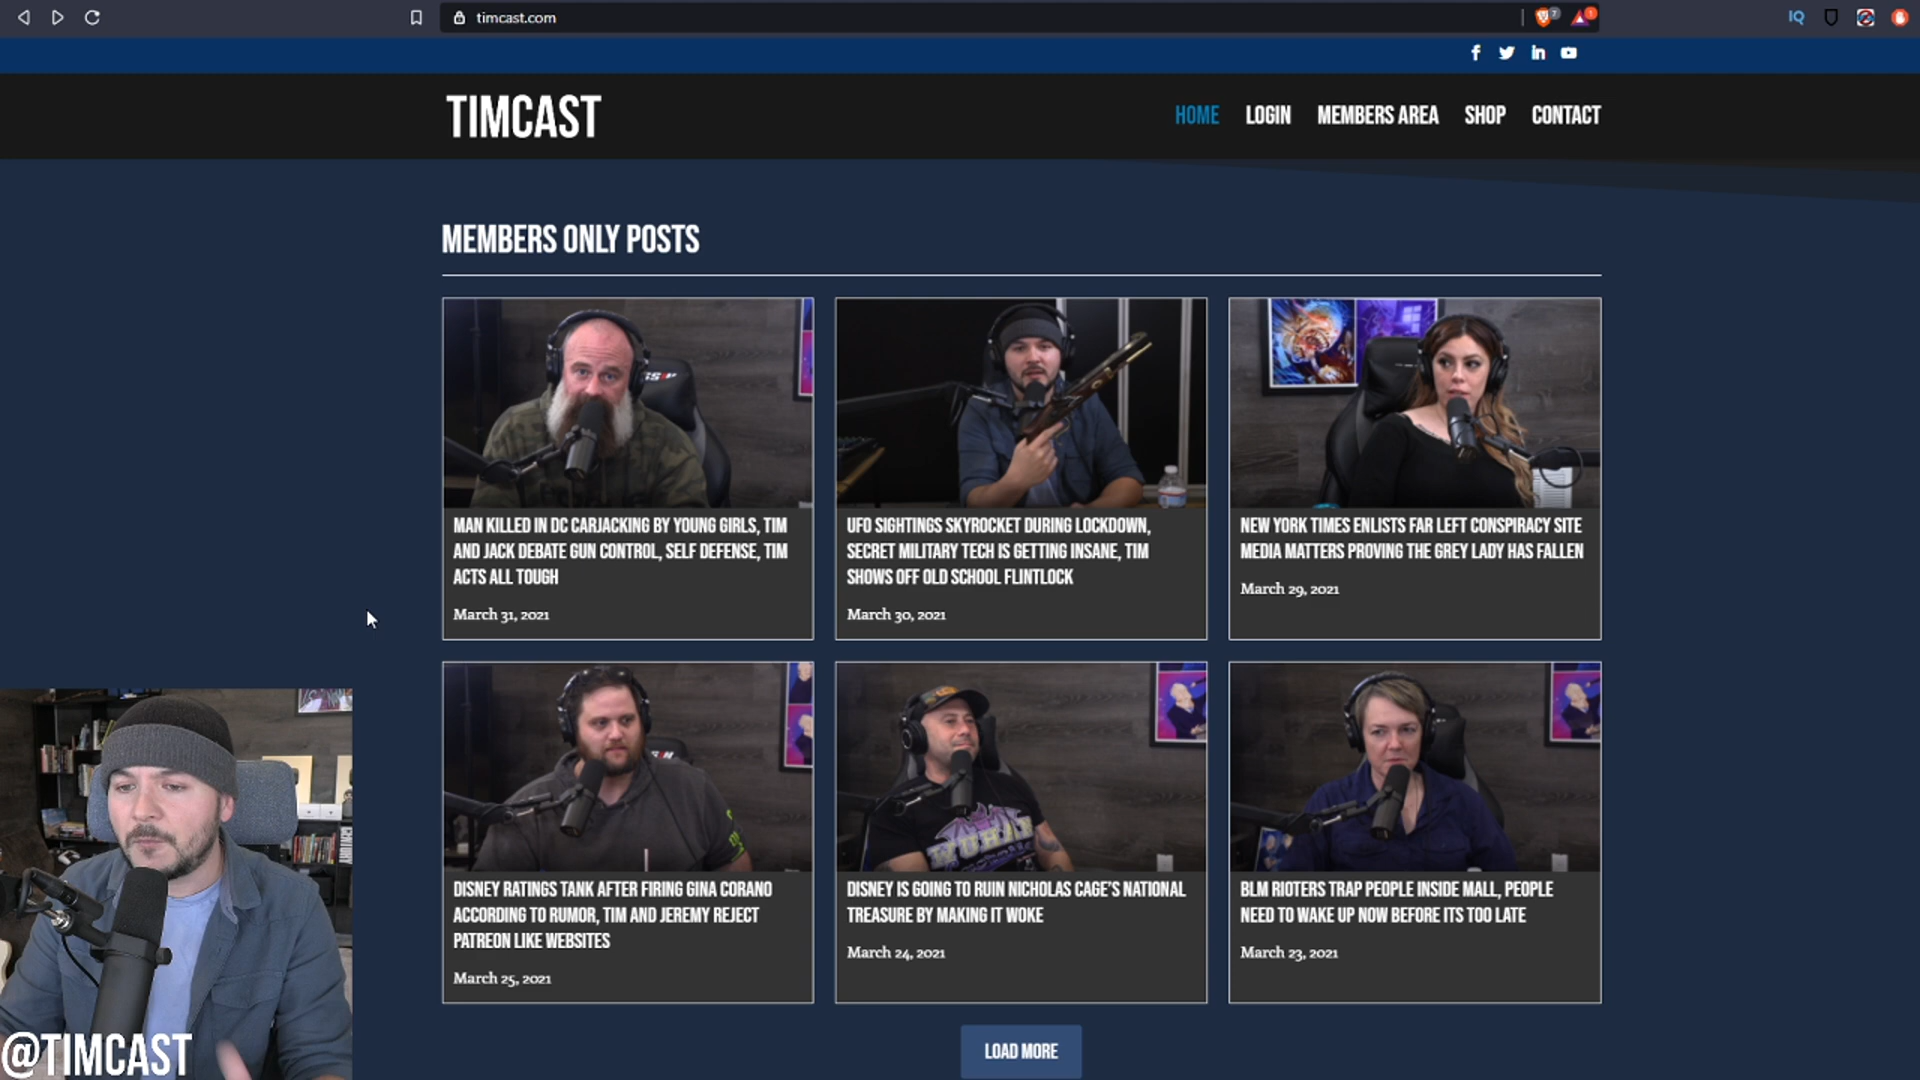 timcast.com
7
1
IQ
TIMCAST
HOME
LOGIN
MEMBERS AREA
SHOP
CONTACT
MEMBERS ONLY POSTS
MAN KILLED IN DC CARJACKING BY YOUNG GIRLS, TIM
AND JACK DEBATE GUN CONTROL, SELF DEFENSE, TIM
ACTS ALL TOUGH
March 31, 2021
UFO SIGHTINGS SKYROCKET DURING LOCKDOWN,
SECRET MILITARY TECH IS GETTING INSANE, TIM
SHOWS OFF OLD SCHOOL FLINTLOCK
March 30, 2021
NEW YORK TIMES ENLISTS FAR LEFT CONSPIRACY SITE
MEDIA MATTERS PROVING THE GREY LADY HAS FALLEN
March 29, 2021
WUHAN
DISNEY RATINGS TANK AFTER FIRING GINA CORANO
ACCORDING TO RUMOR, TIM AND JEREMY REJECT
PATREON LIKE WEBSITES
March 25, 2021
DISNEY IS GOING TO RUIN NICHOLAS CAGE'S NATIONAL
TREASURE BY MAKING IT WOKE
March 24, 2021
BLM RIOTERS TRAP PEOPLE INSIDE MALL, PEOPLE
NEED TO WAKE UP NOW BEFORE ITS TOO LATE
March 23, 2021
LOAD MORE
@TIMCAST